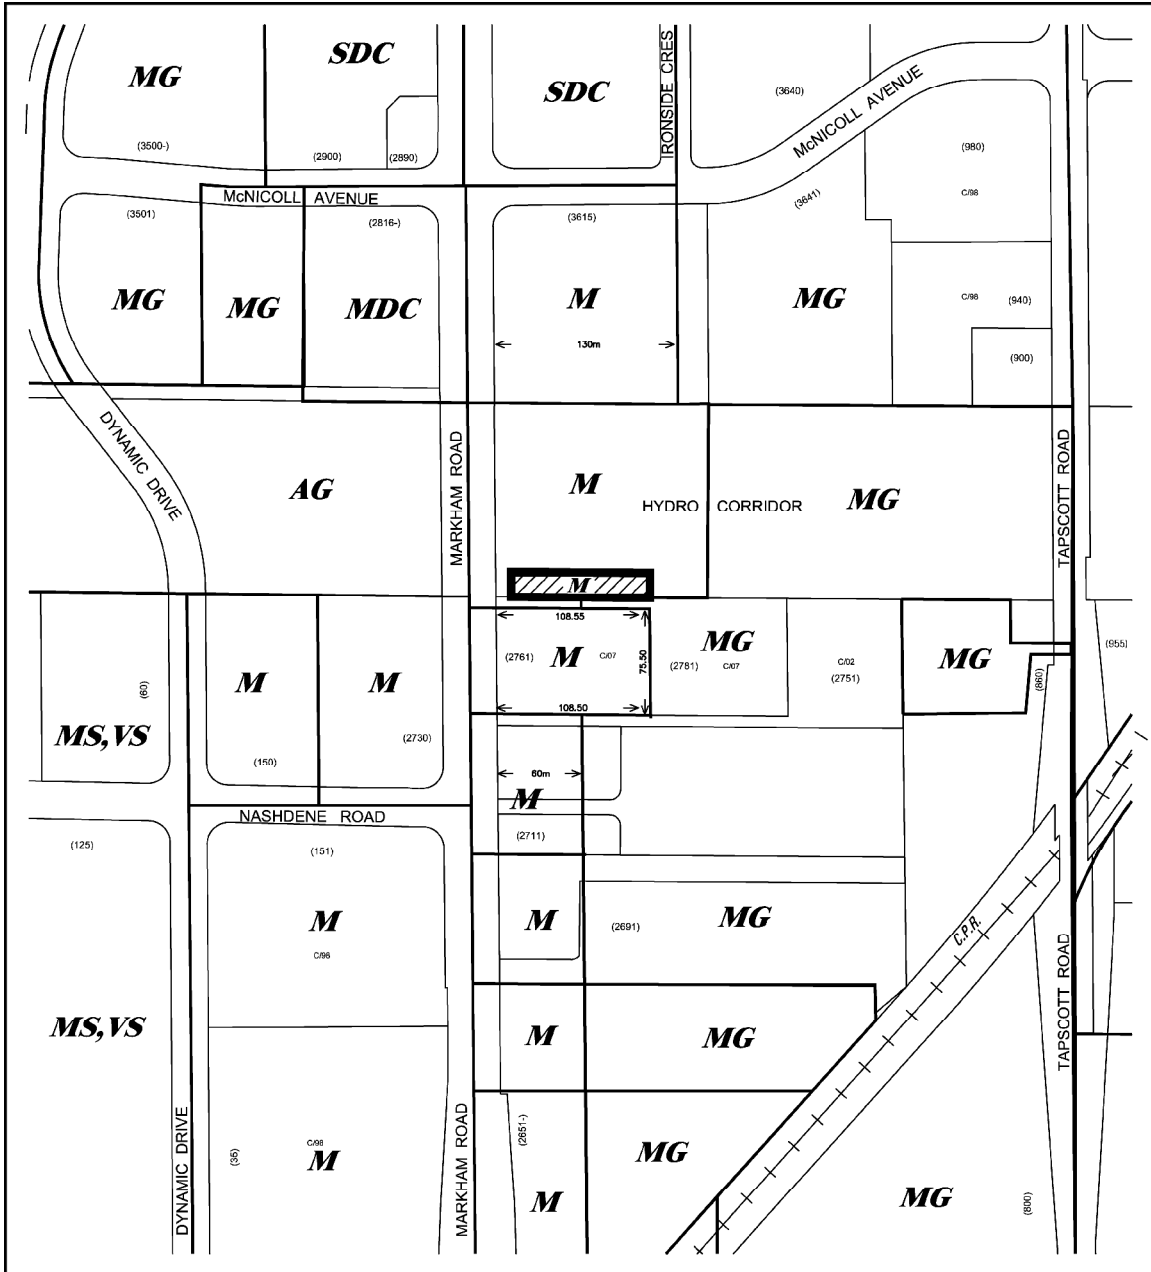 MG
SDC
SDC
IRONSIDE CRES
(3640)
McNICOLL AVENUE
(3500-)
(2900)
(2890)
(980)
C/98
McNICOLL AVENUE
(3501)
(2816-)
(3615)
(3641)
MG
MG
MDC
M
MG
C/98
(940)
130m
(900)
DYNAMIC DRIVE
MARKHAM ROAD
AG
M
HYDRO CORRIDOR
MG
TAPSCOTT ROAD
M
108.55
(2761)
M
C/07
75.50
MG
(2781)
C/07
C/02
(2751)
MG
(955)
(860)
(60)
M
M
108.50
MS,VS
(150)
(2730)
60m
M
NASHDENE ROAD
(2711)
(125)
(151)
M
C/96
M
(2691)
MG
C.P.R.
TAPSCOTT ROAD
MS,VS
M
MG
DYNAMIC DRIVE
(35)
C/98
M
MARKHAM ROAD
(2651-)
M
MG
MG
(800)